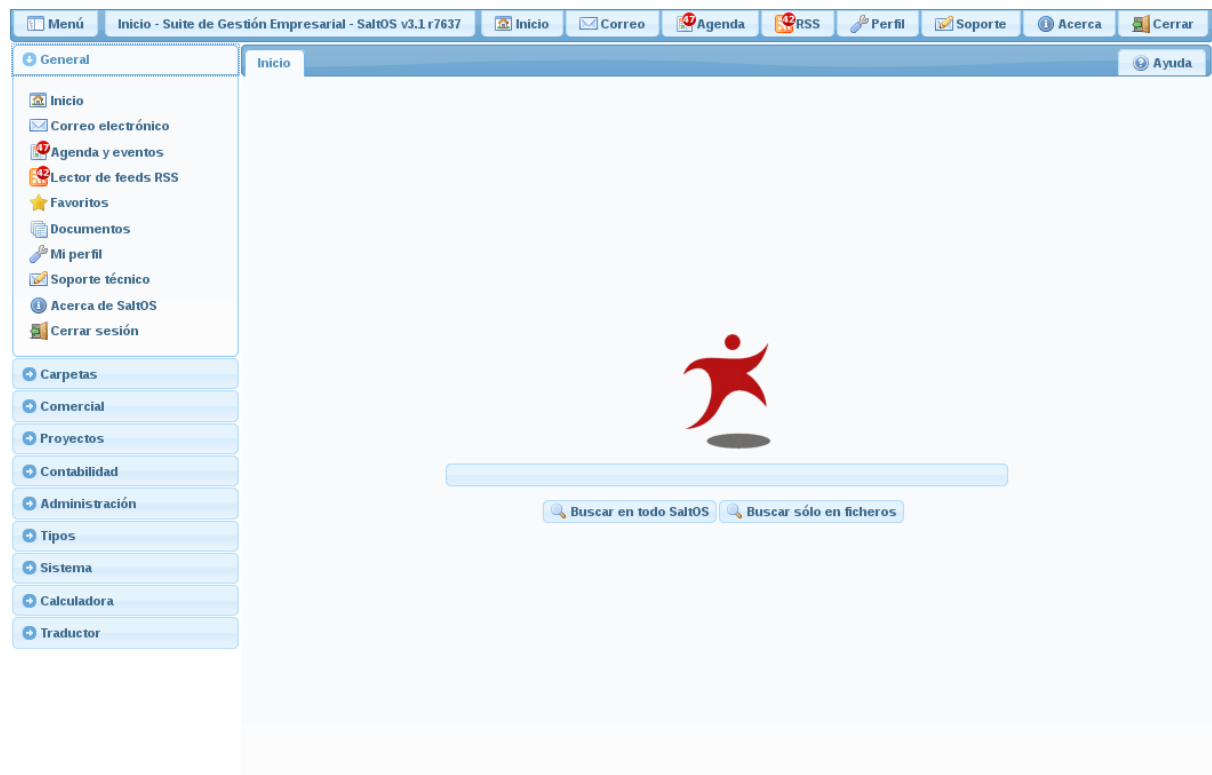 Menú Inicio - Suite de Gestión Empresarial - SaltOS v3.1 r7637 Inicio Correo 47 Agenda 42 RSS Perfil Soporte Acerca Cerrar
General
Inicio Ayuda
Inicio
Correo electrónico
47 Agenda y eventos
42 Lector de feeds RSS
Favoritos
Documentos
Mi perfil
Soporte técnico
Acerca de SaltOS
Cerrar sesión
Carpetas
Comercial
Proyectos
Contabilidad
Administración
Tipos
Sistema
Calculadora
Traductor
Buscar en todo SaltOS Buscar sólo en ficheros